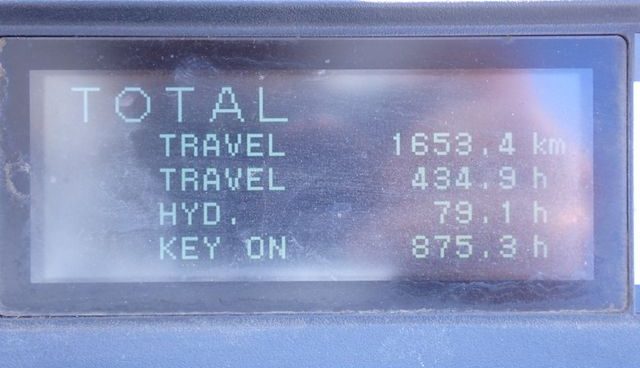 TOTAL
TRAVEL 1653.4 km
TRAVEL 434.9 h
HYD. 79.1 h
KEY ON 875.3 h